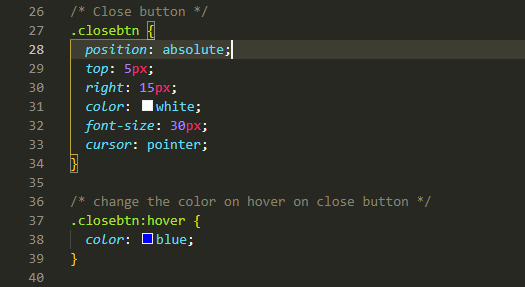 26 /* Close button */
27 .closebtn {
28 position: absolute;
29 top: 5px;
30 right: 15px;
31 color: white;
32 font-size: 30px;
33 cursor: pointer;
34 }
35
36 /* change the color on hover on close button */
37 .closebtn:hover {
38 color: blue;
39 }
40